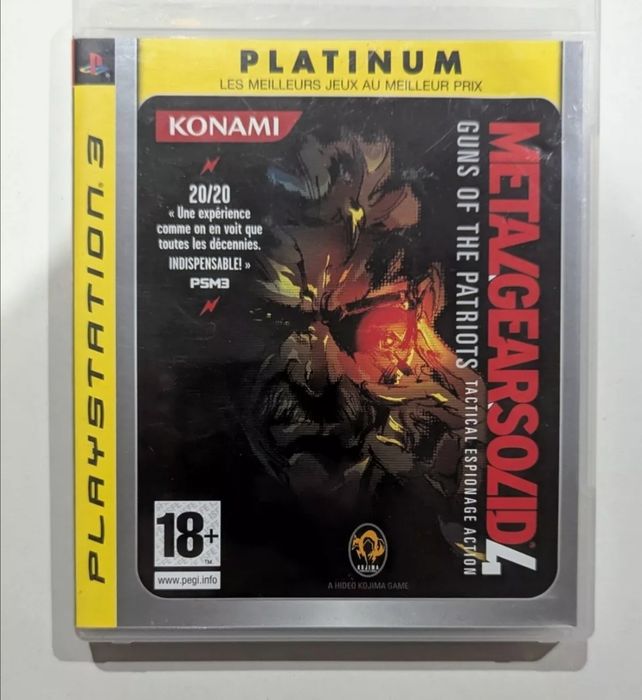 PLATINUM
LES MEILLEURS JEUX AU MEILLEUR PRIX
PLAYSTATION 3
KONAMI
20/20
« Une expérience
comme on en voit que
toutes les décennies.
INDISPENSABLE! »
PSM3
METAL GEAR SOLID® 4
GUNS OF THE PATRIOTS
TACTICAL ESPIONAGE ACTION
18+
™
www.pegi.info
KOJIMA
A HIDEO KOJIMA GAME